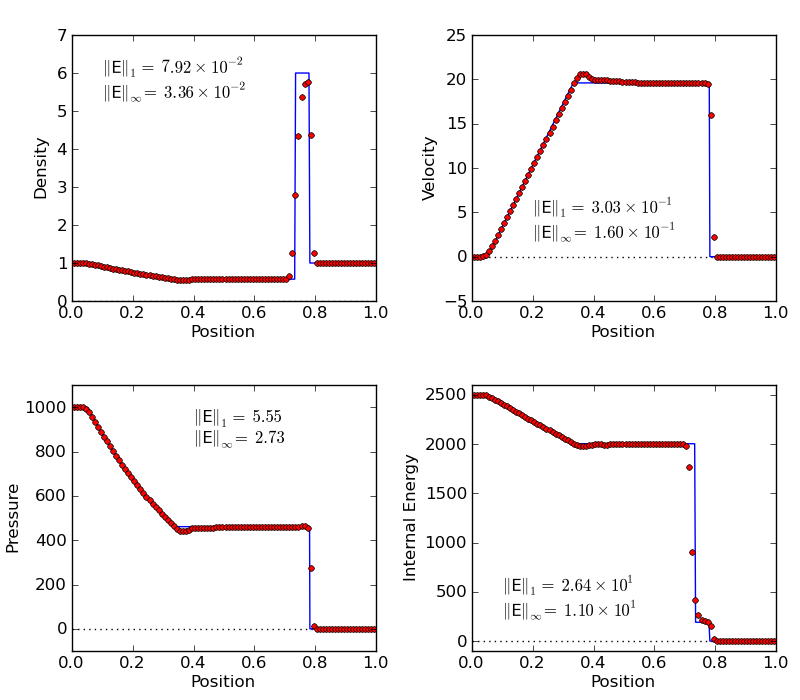 7
6
5
4
3
2
1
0
Density
‖E‖₁ = 7.92 × 10⁻²
‖E‖∞ = 3.36 × 10⁻²
0.0 0.2 0.4 0.6 0.8 1.0
Position
25
20
15
10
5
0
−5
Velocity
‖E‖₁ = 3.03 × 10⁻¹
‖E‖∞ = 1.60 × 10⁻¹
0.0 0.2 0.4 0.6 0.8 1.0
Position
1000
800
600
400
200
0
Pressure
‖E‖₁ = 5.55
‖E‖∞ = 2.73
0.0 0.2 0.4 0.6 0.8 1.0
Position
2500
2000
1500
1000
500
0
Internal Energy
‖E‖₁ = 2.64 × 10¹
‖E‖∞ = 1.10 × 10¹
0.0 0.2 0.4 0.6 0.8 1.0
Position